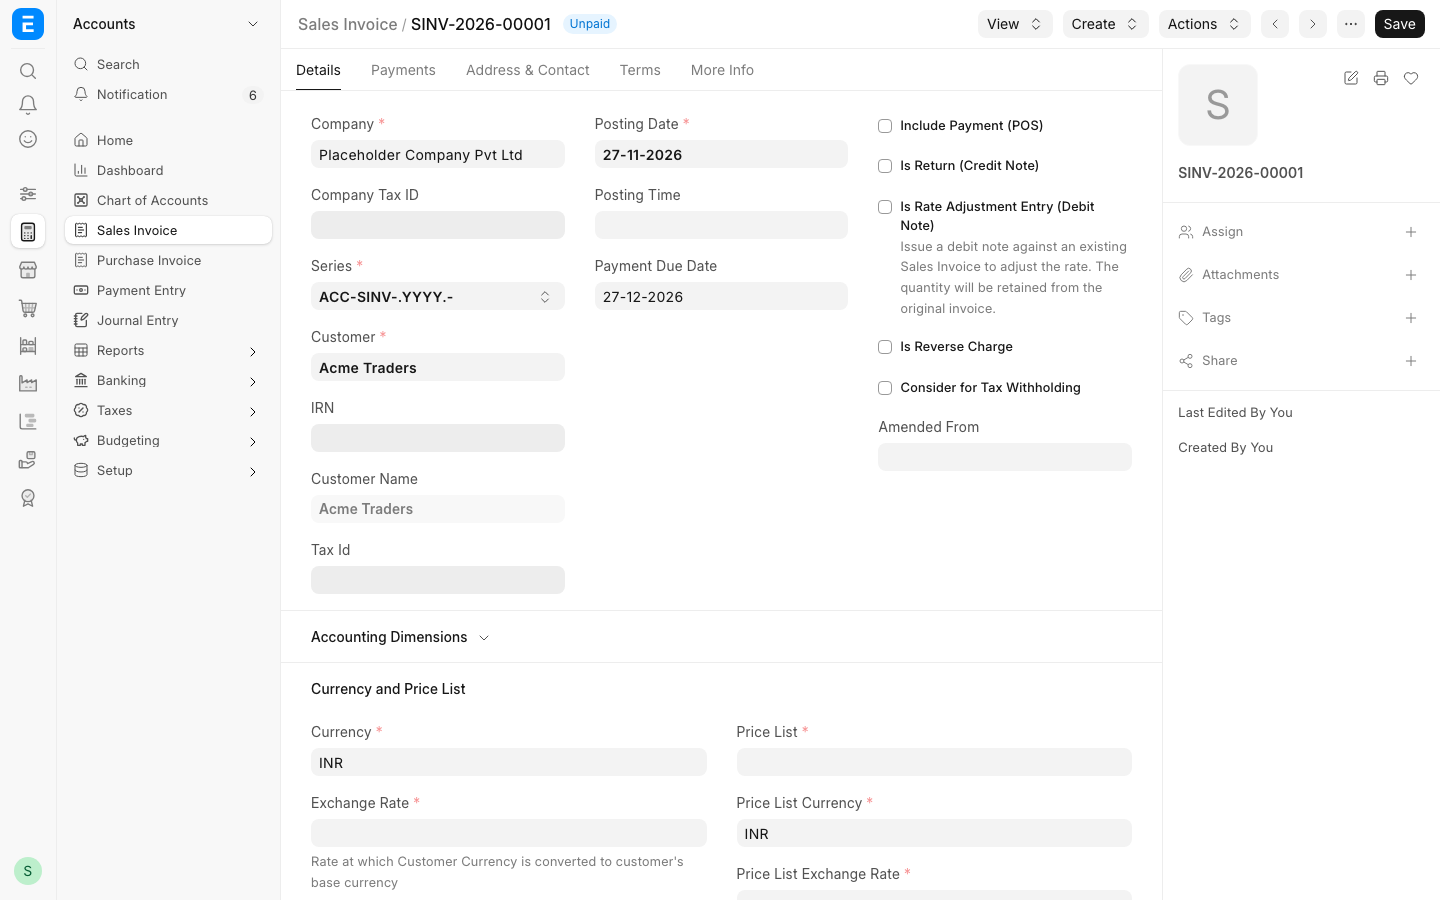 Accounts
Search
Notification 6
Home
Dashboard
Chart of Accounts
Sales Invoice
Purchase Invoice
Payment Entry
Journal Entry
Reports
Banking
Taxes
Budgeting
Setup
S
Sales Invoice / SINV-2026-00001 Unpaid
View Create Actions ... Save
Details Payments Address & Contact Terms More Info
Company *
Placeholder Company Pvt Ltd
Company Tax ID
Series *
ACC-SINV-.YYYY.-
Customer *
Acme Traders
IRN
Customer Name
Acme Traders
Tax Id
Posting Date *
27-11-2026
Posting Time
Payment Due Date
27-12-2026
Include Payment (POS)
Is Return (Credit Note)
Is Rate Adjustment Entry (Debit
Note)
Issue a debit note against an existing
Sales Invoice to adjust the rate. The
quantity will be retained from the
original invoice.
Is Reverse Charge
Consider for Tax Withholding
Amended From
Accounting Dimensions
Currency and Price List
Currency *
INR
Exchange Rate *
Rate at which Customer Currency is converted to customer's
base currency
Price List *
Price List Currency *
INR
Price List Exchange Rate *
S
SINV-2026-00001
Assign
Attachments
Tags
Share
Last Edited By You
Created By You